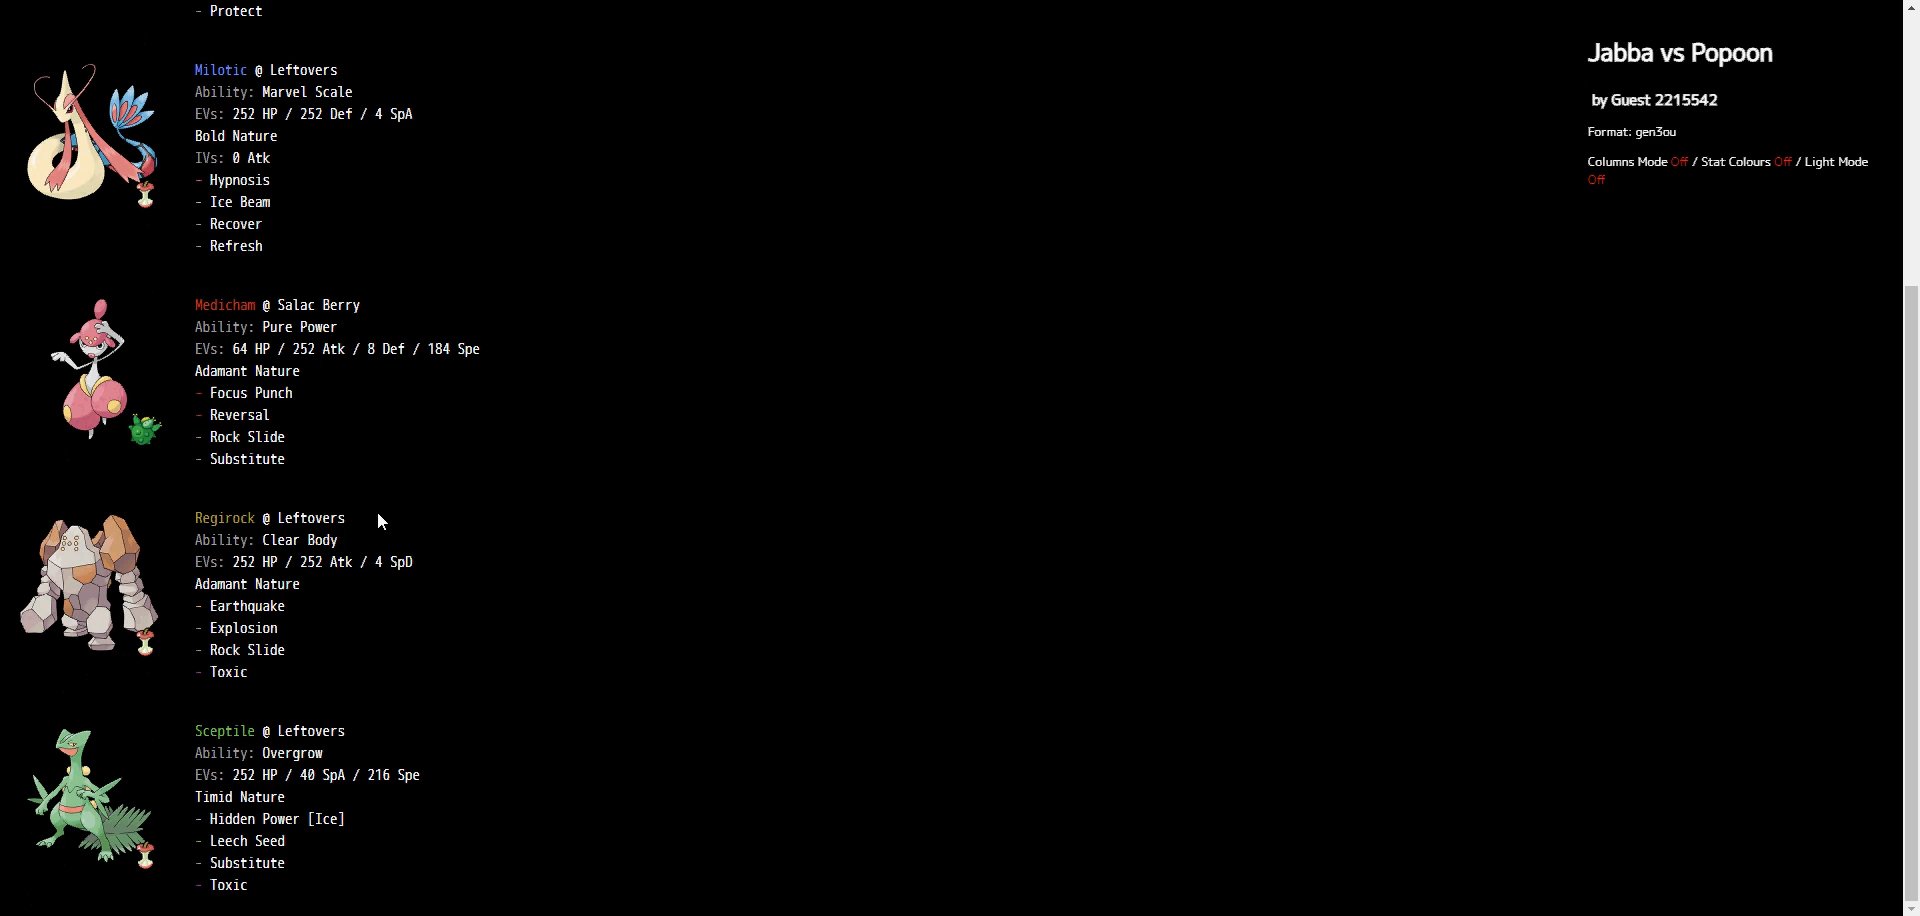 - Protect
Milotic @ Leftovers
Ability: Marvel Scale
EVs: 252 HP / 252 Def / 4 SpA
Bold Nature
IVs: 0 Atk
- Hypnosis
- Ice Beam
- Recover
- Refresh
Medicham @ Salac Berry
Ability: Pure Power
EVs: 64 HP / 252 Atk / 8 Def / 184 Spe
Adamant Nature
- Focus Punch
- Reversal
- Rock Slide
- Substitute
Regirock @ Leftovers
Ability: Clear Body
EVs: 252 HP / 252 Atk / 4 SpD
Adamant Nature
- Earthquake
- Explosion
- Rock Slide
- Toxic
Sceptile @ Leftovers
Ability: Overgrow
EVs: 252 HP / 40 SpA / 216 Spe
Timid Nature
- Hidden Power [Ice]
- Leech Seed
- Substitute
- Toxic
Jabba vs Popoon
by Guest 2215542
Format: gen3ou
Columns Mode Off / Stat Colours Off / Light Mode
Off